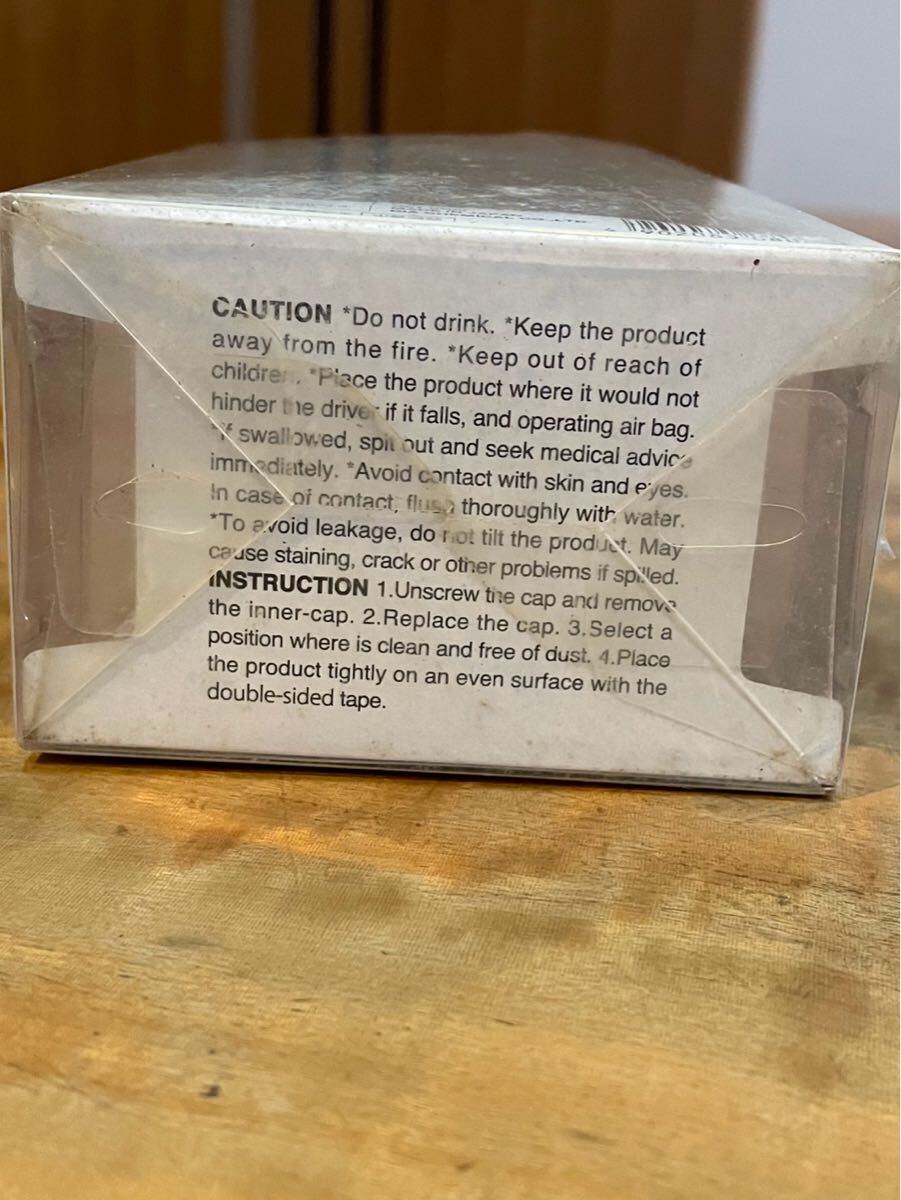 CAUTION *Do not drink. *Keep the product
away from the fire. *Keep out of reach of
children. *Place the product where it would not
hinder the driver if it falls, and operating air bag.
*If swallowed, spit out and seek medical advice
immediately. *Avoid contact with skin and eyes.
In case of contact, flush thoroughly with water.
*To avoid leakage, do not tilt the product. May
cause staining, crack or other problems if spilled.
INSTRUCTION 1.Unscrew the cap and remove
the inner-cap. 2.Replace the cap. 3.Select a
position where is clean and free of dust. 4.Place
the product tightly on an even surface with the
double-sided tape.